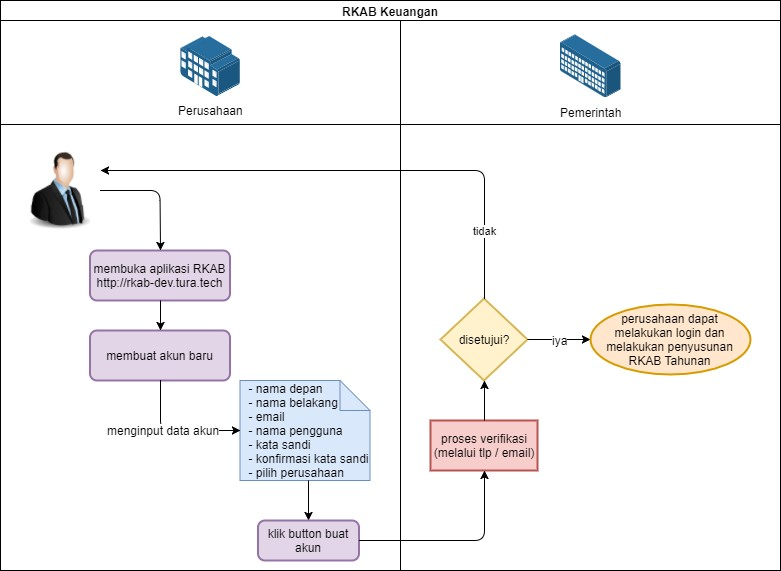 RKAB Keuangan
Perusahaan
Pemerintah
membuka aplikasi RKAB
http://rkab-dev.tura.tech
membuat akun baru
menginput data akun
- nama depan
- nama belakang
- email
- nama pengguna
- kata sandi
- konfirmasi kata sandi
- pilih perusahaan
klik button buat
akun
proses verifikasi
(melalui tlp / email)
disetujui?
tidak
iya
perusahaan dapat
melakukan login dan
melakukan penyusunan
RKAB Tahunan